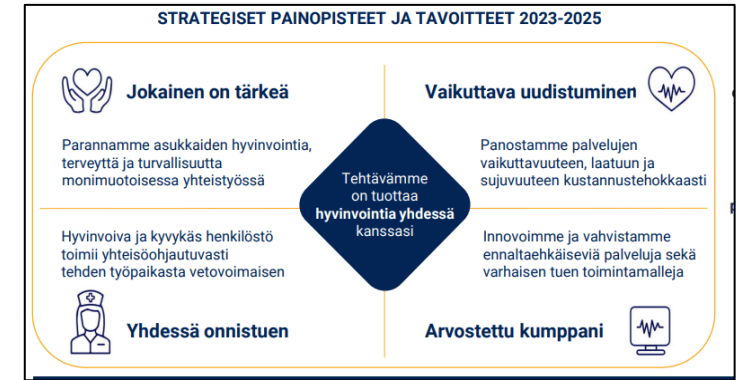 STRATEGISET PAINOPISTEET JA TAVOITTEET 2023-2025
Jokainen on tärkeä
Parannamme asukkaiden hyvinvointia,
terveyttä ja turvallisuutta
monimuotoisessa yhteistyössä
Vaikuttava uudistuminen
Panostamme palvelujen
vaikuttavuuteen, laatuun ja
sujuvuuteen kustannustehokkaasti
Tehtävämme
on tuottaa
hyvinvointia yhdessä
kanssasi
Hyvinvoiva ja kyvykäs henkilöstö
toimii yhteisöohjautuvasti
tehden työpaikasta vetovoimaisen
Yhdessä onnistuen
Innovoimme ja vahvistamme
ennaltaehkäiseviä palveluja sekä
varhaisen tuen toimintamalleja
Arvostettu kumppani